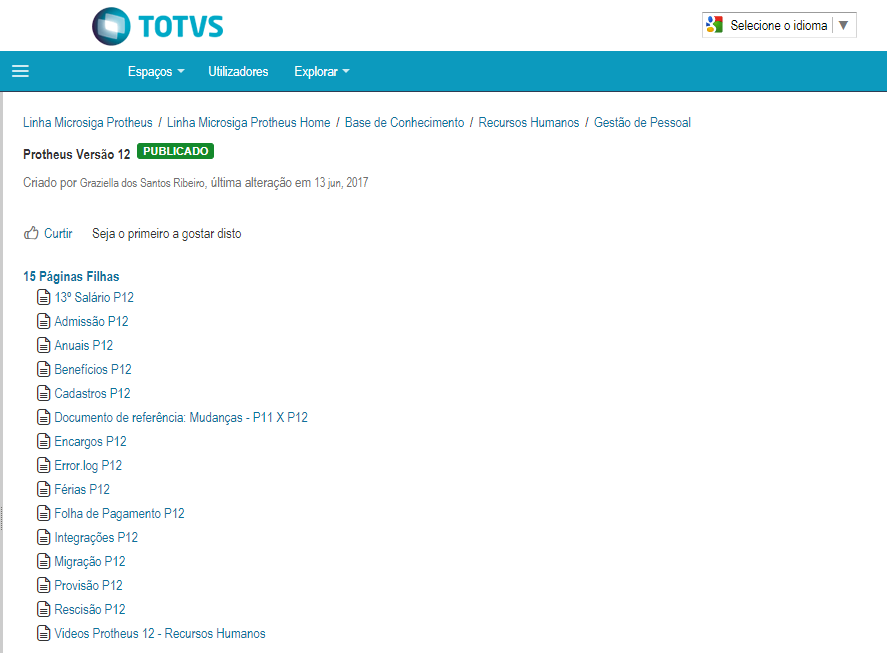 TOTVS
Selecione o idioma
Espaços Utilizadores Explorar
Linha Microsiga Protheus / Linha Microsiga Protheus Home / Base de Conhecimento / Recursos Humanos / Gestão de Pessoal
Protheus Versão 12 PUBLICADO
Criado por Graziella dos Santos Ribeiro, última alteração em 13 jun, 2017
Curtir Seja o primeiro a gostar disto
15 Páginas Filhas
13º Salário P12
Admissão P12
Anuais P12
Benefícios P12
Cadastros P12
Documento de referência: Mudanças - P11 X P12
Encargos P12
Error.log P12
Férias P12
Folha de Pagamento P12
Integrações P12
Migração P12
Provisão P12
Rescisão P12
Videos Protheus 12 - Recursos Humanos